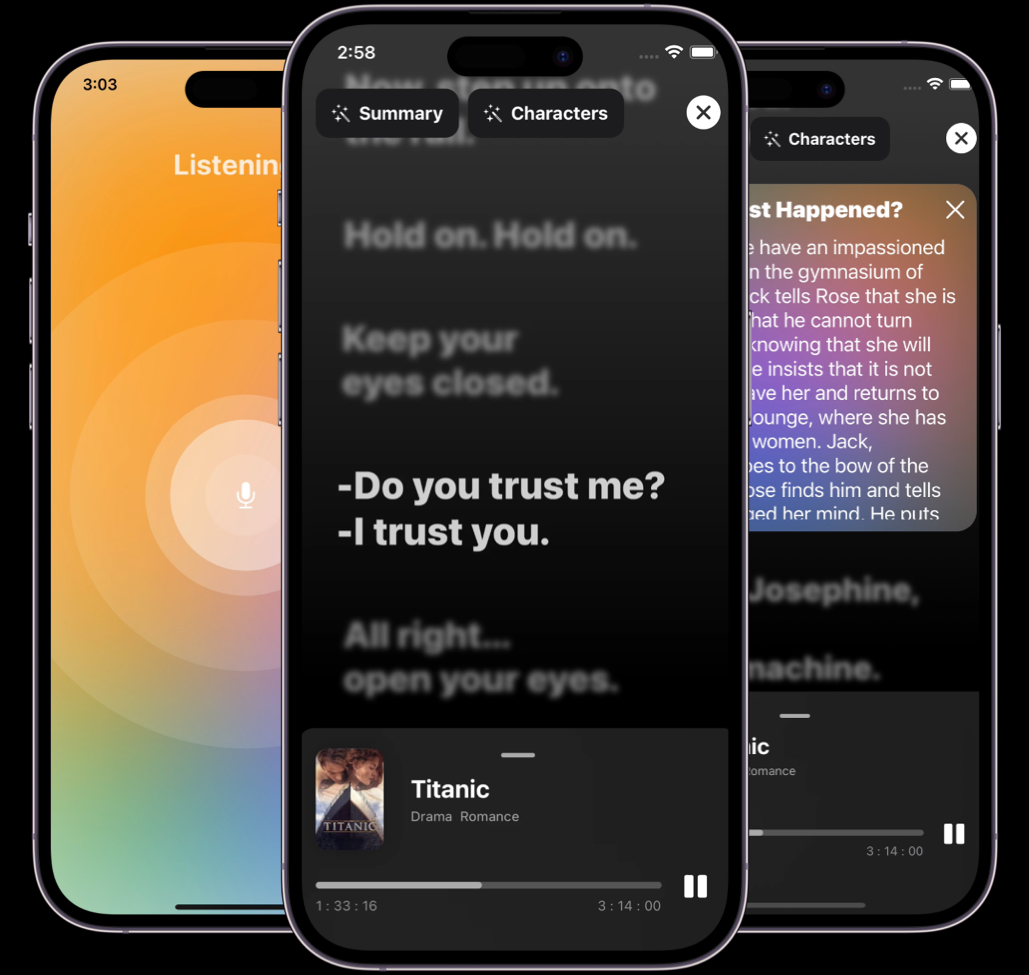 3:03
Listenin
2:58
Now, step up onto
the rail.
Summary
Characters
Hold on. Hold on.
Keep your
eyes closed.
-Do you trust me?
-I trust you.
All right...
open your eyes.
TITANIC
Titanic
Drama Romance
1 : 33 : 16
3 : 14 : 00
Characters
st Happened?
e have an impassioned
n the gymnasium of
ck tells Rose that she is
hat he cannot turn
knowing that she will
e insists that it is not
ave her and returns to
ounge, where she has
women. Jack,
oes to the bow of the
ose finds him and tells
ged her mind. He puts
Josephine,
machine.
ic
omance
3 : 14 : 00